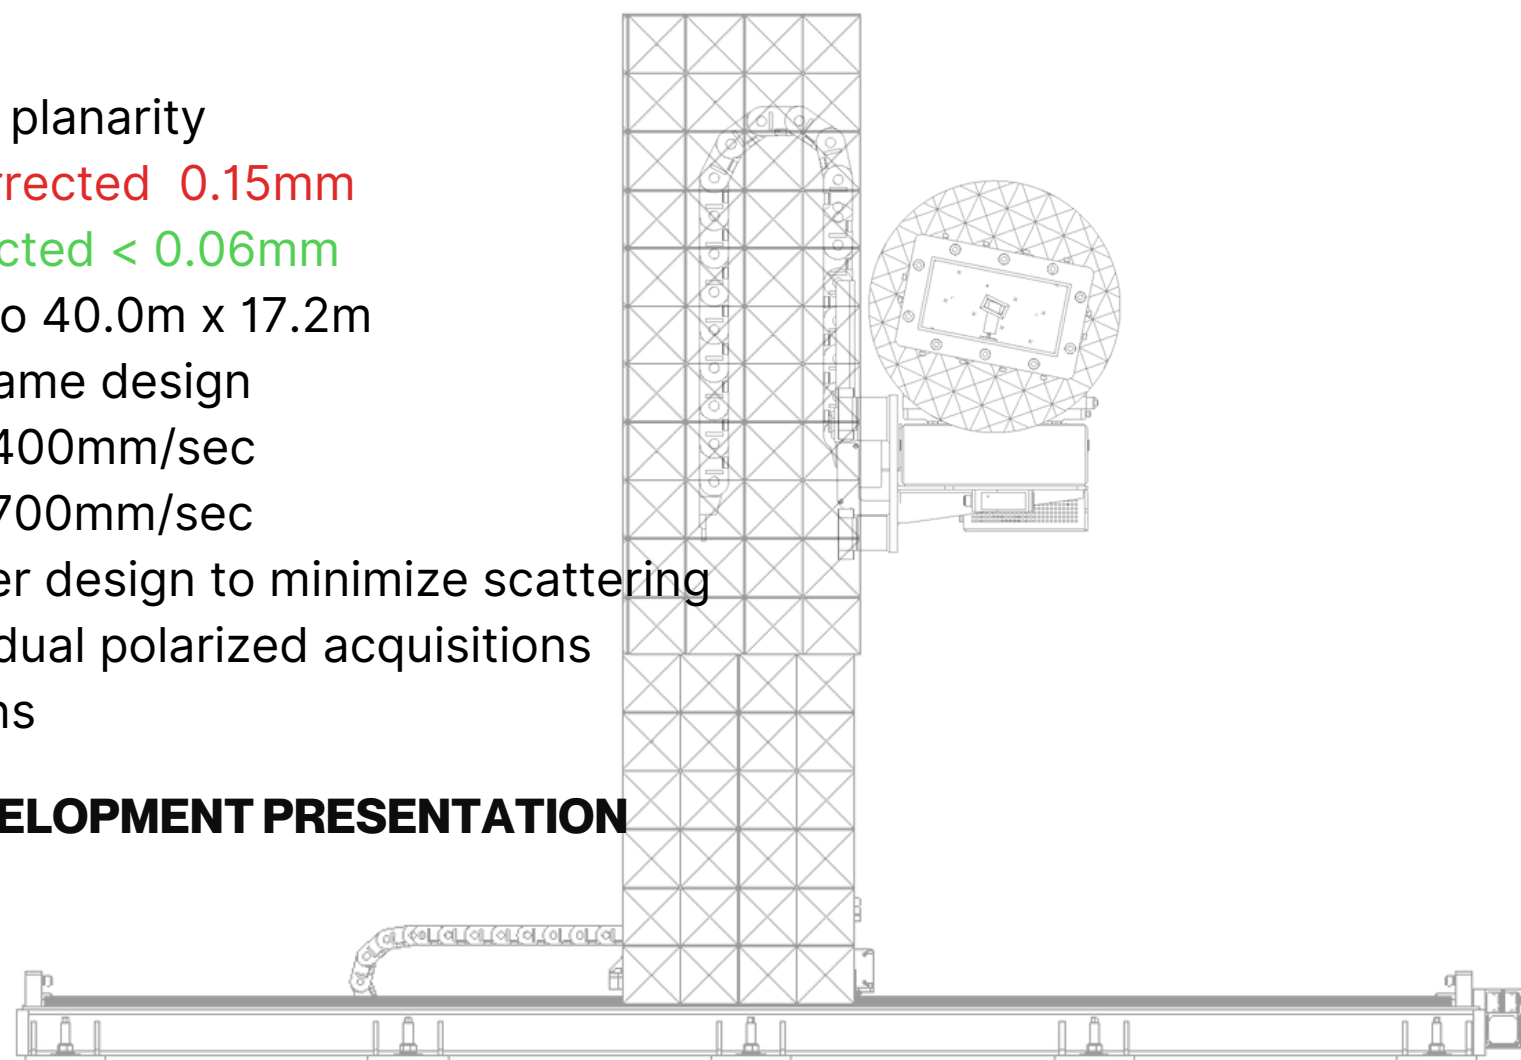 planarity
rrected 0.15mm
cted < 0.06mm
o 40.0m x 17.2m
ame design
400mm/sec
700mm/sec
er design to minimize scattering
dual polarized acquisitions
ns
ELOPMENT PRESENTATION